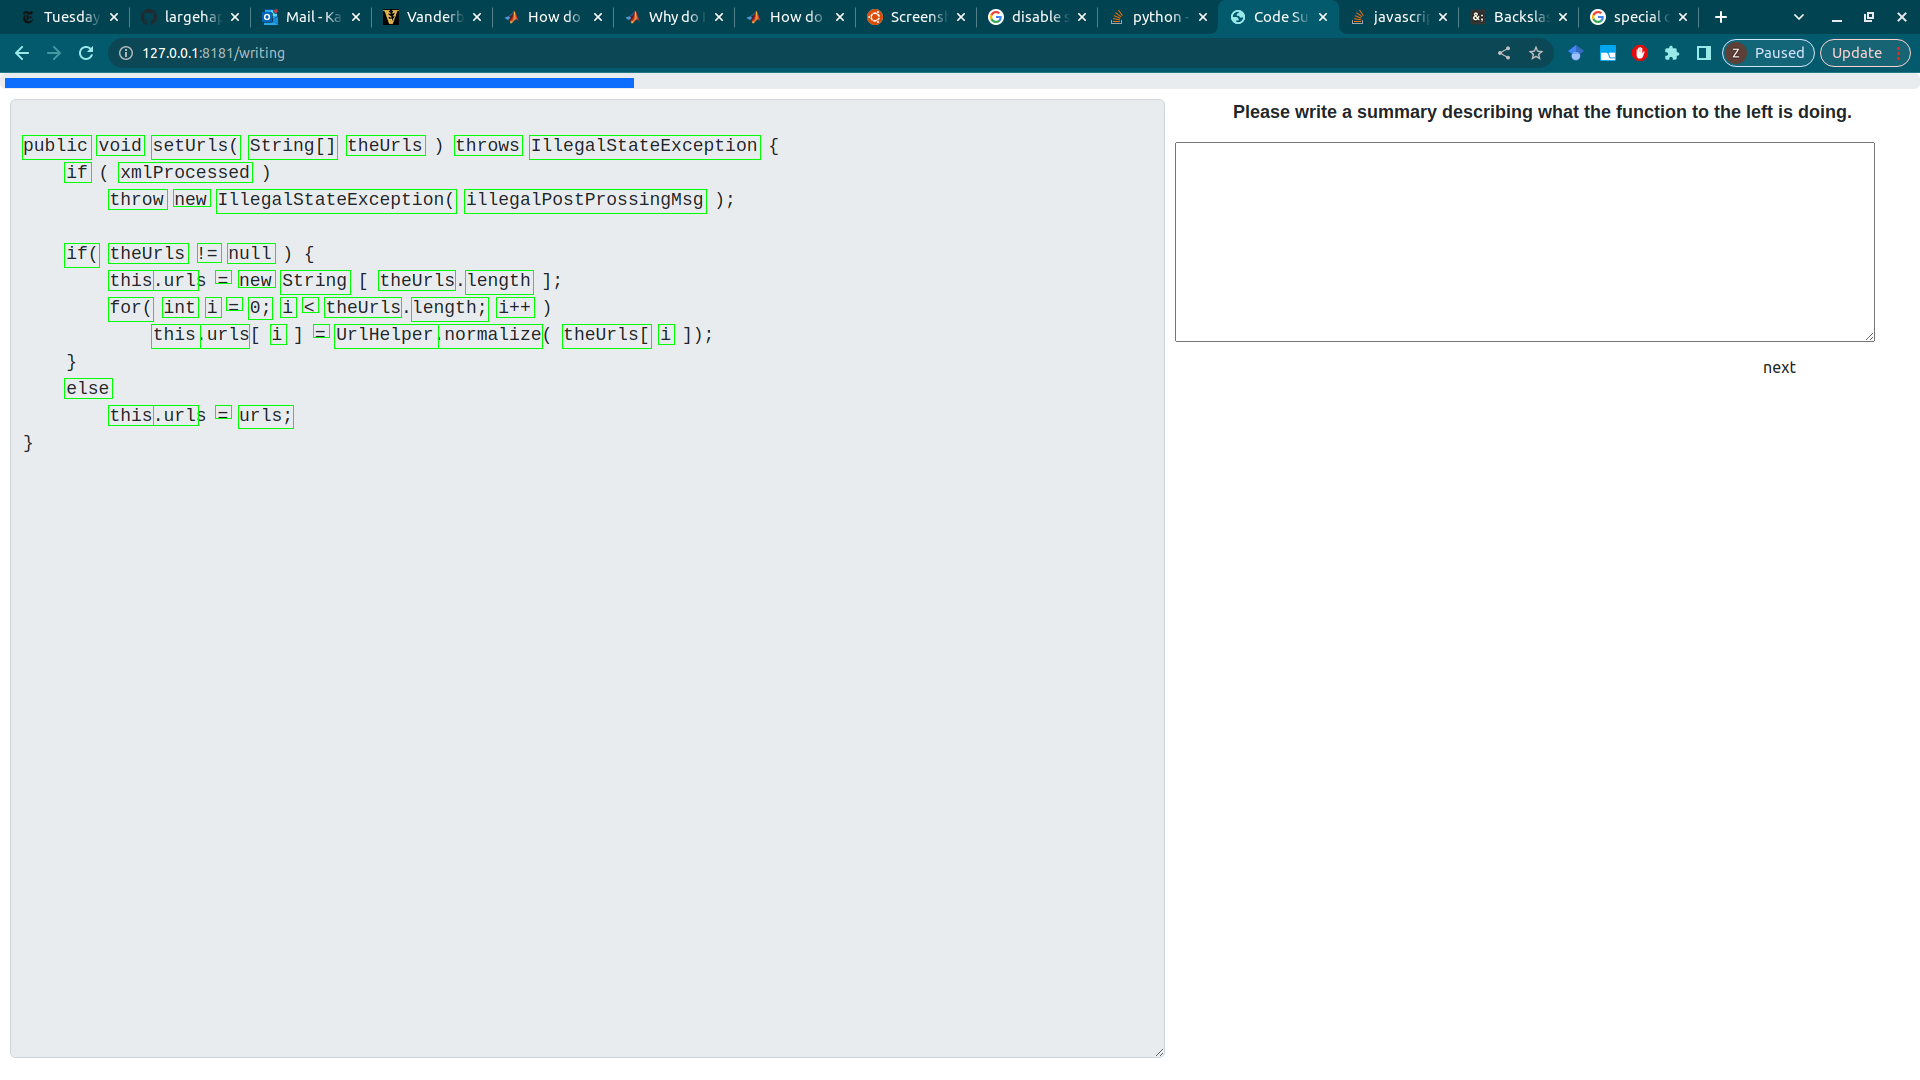 Tuesday
largeha
Mail - Ka
Vanderb
How do
Why do
How do
Screens
disable s
python -
Code Su
javascri
Backsla
special c
127.0.0.1:8181/writing
Paused
Update
public void setUrls( String[] theUrls ) throws IllegalStateException {
if ( xmlProcessed )
throw new IllegalStateException( illegalPostProssingMsg );
if( theUrls != null ) {
this.urls = new String [ theUrls.length ];
for( int i = 0; i < theUrls.length; i++ )
this.urls[ i ] = UrlHelper.normalize( theUrls[ i ]);
}
else
this.urls = urls;
}
Please write a summary describing what the function to the left is doing.
next